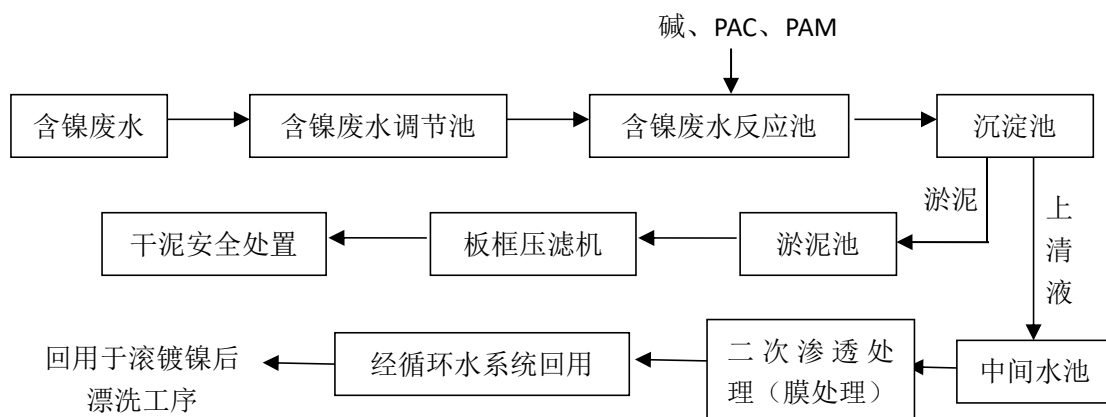 碱、PAC、PAM
含镍废水
含镍废水调节池
含镍废水反应池
沉淀池
淤泥
上
清
液
干泥安全处置
板框压滤机
淤泥池
回用于滚镀镍后
漂洗工序
经循环水系统回用
二次渗透处
理（膜处理）
中间水池